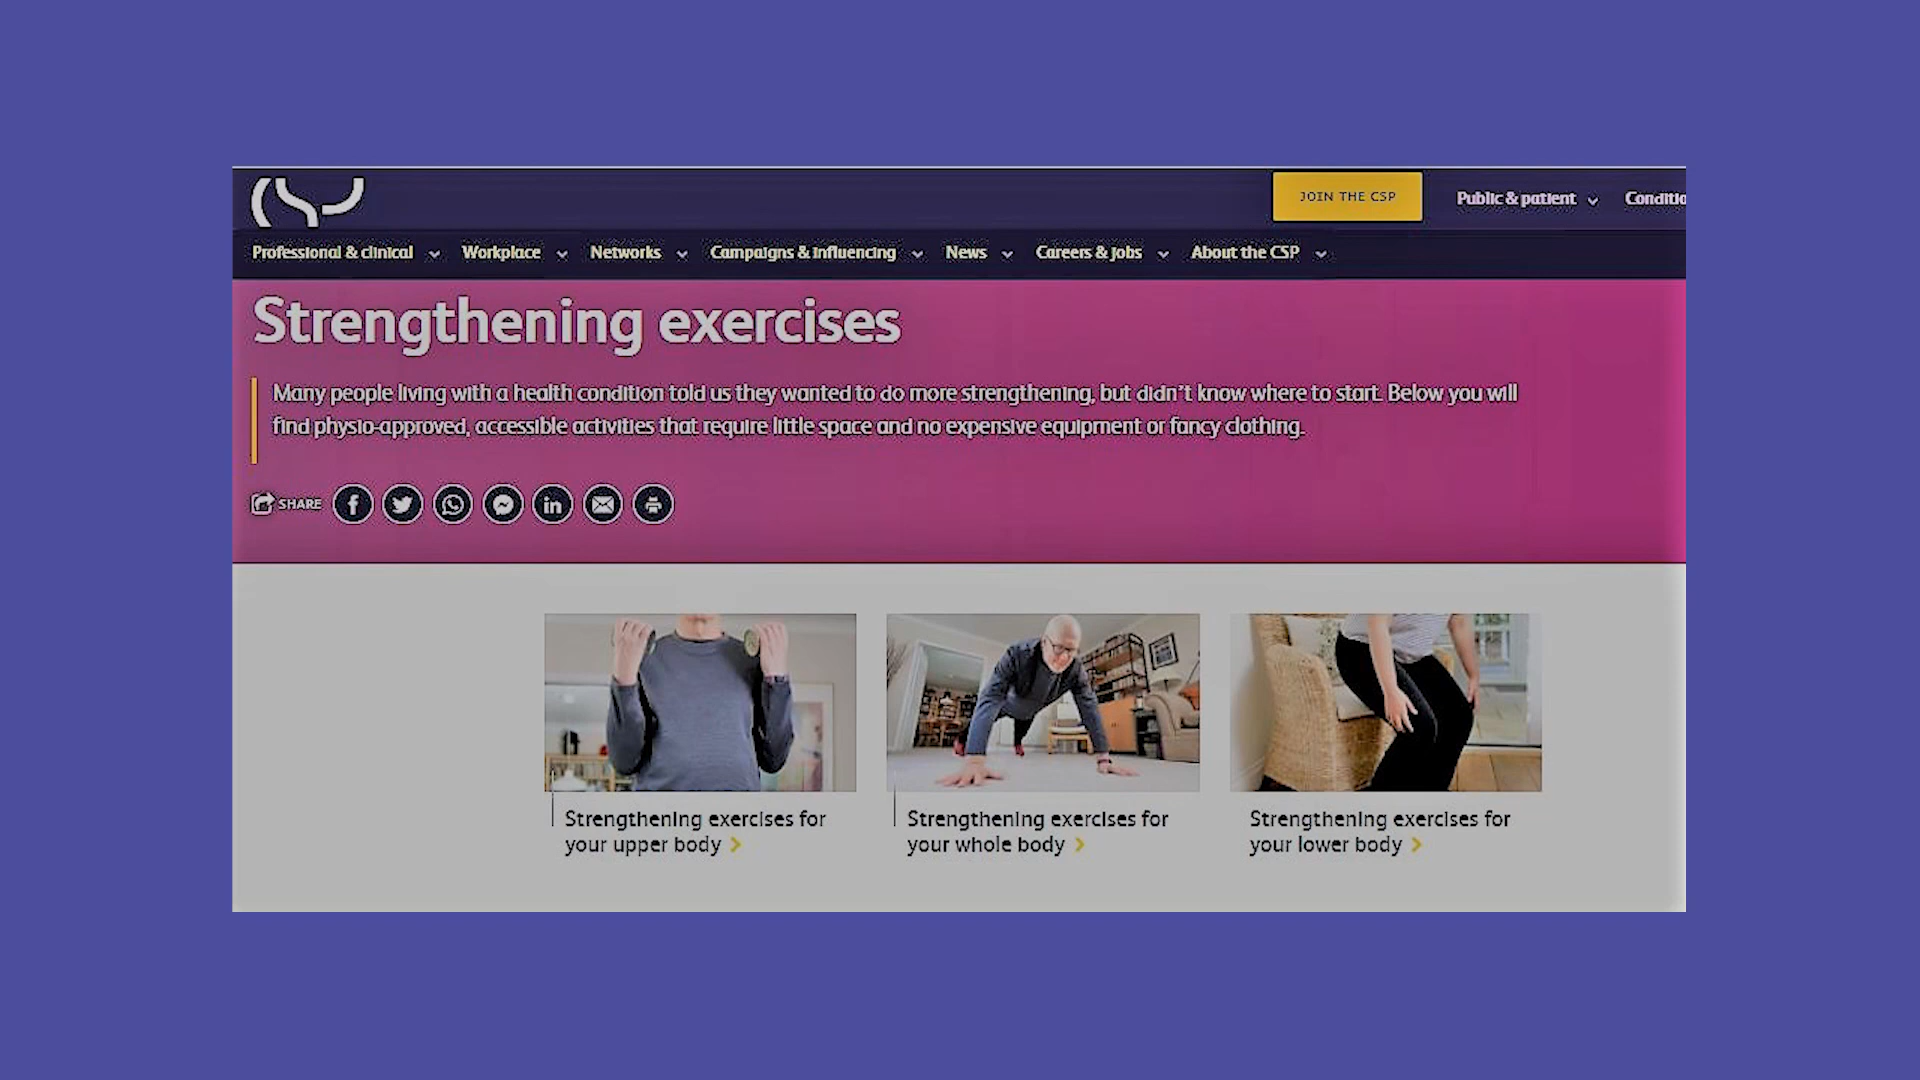 JOIN THE CSP
Public & patient
Conditio
Professional & clinical
Workplace
Networks
Campaigns & influencing
News
Careers & jobs
About the CSP
Strengthening exercises
Many people living with a health condition told us they wanted to do more strengthening, but didn't know where to start. Below you will
find physio-approved, accessible activities that require little space and no expensive equipment or fancy clothing.
SHARE
Strengthening exercises for
your upper body
Strengthening exercises for
your whole body
Strengthening exercises for
your lower body